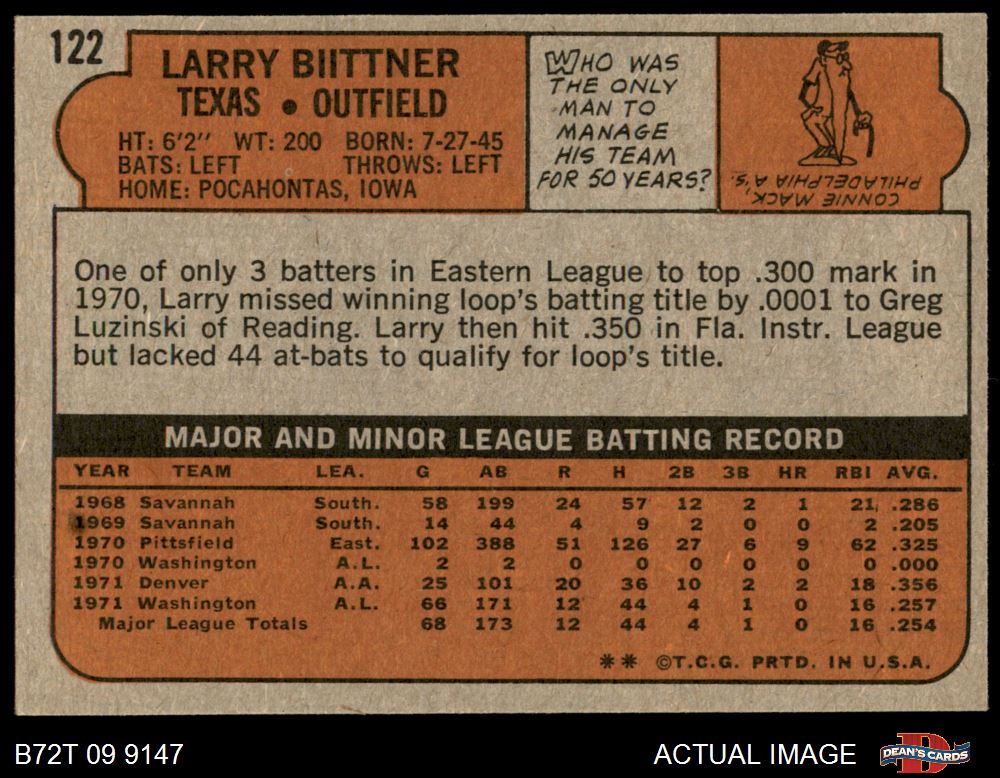 122
LARRY BIITTNER
TEXAS • OUTFIELD
HT: 6'2'' WT: 200 BORN: 7-27-45
BATS: LEFT THROWS: LEFT
HOME: POCAHONTAS, IOWA
WHO WAS
THE ONLY
MAN TO
MANAGE
HIS TEAM
FOR 50 YEARS?
CONNIE MACK,
PHILADELPHIA A'S.
One of only 3 batters in Eastern League to top .300 mark in
1970, Larry missed winning loop's batting title by .0001 to Greg
Luzinski of Reading. Larry then hit .350 in Fla. Instr. League
but lacked 44 at-bats to qualify for loop's title.
MAJOR AND MINOR LEAGUE BATTING RECORD
YEAR TEAM LEA. G AB R H 2B 3B HR RBI AVG.
1968 Savannah South. 58 199 24 57 12 2 1 21 .286
1969 Savannah South. 14 44 4 9 2 0 0 2 .205
1970 Pittsfield East. 102 388 51 126 27 6 9 62 .325
1970 Washington A.L. 2 2 0 0 0 0 0 0 .000
1971 Denver A.A. 25 101 20 36 10 2 2 18 .356
1971 Washington A.L. 66 171 12 44 4 1 0 16 .257
Major League Totals 68 173 12 44 4 1 0 16 .254
** ©T.C.G. PRTD. IN U.S.A.
B72T 09 9147
ACTUAL IMAGE
DEAN'S CARDS